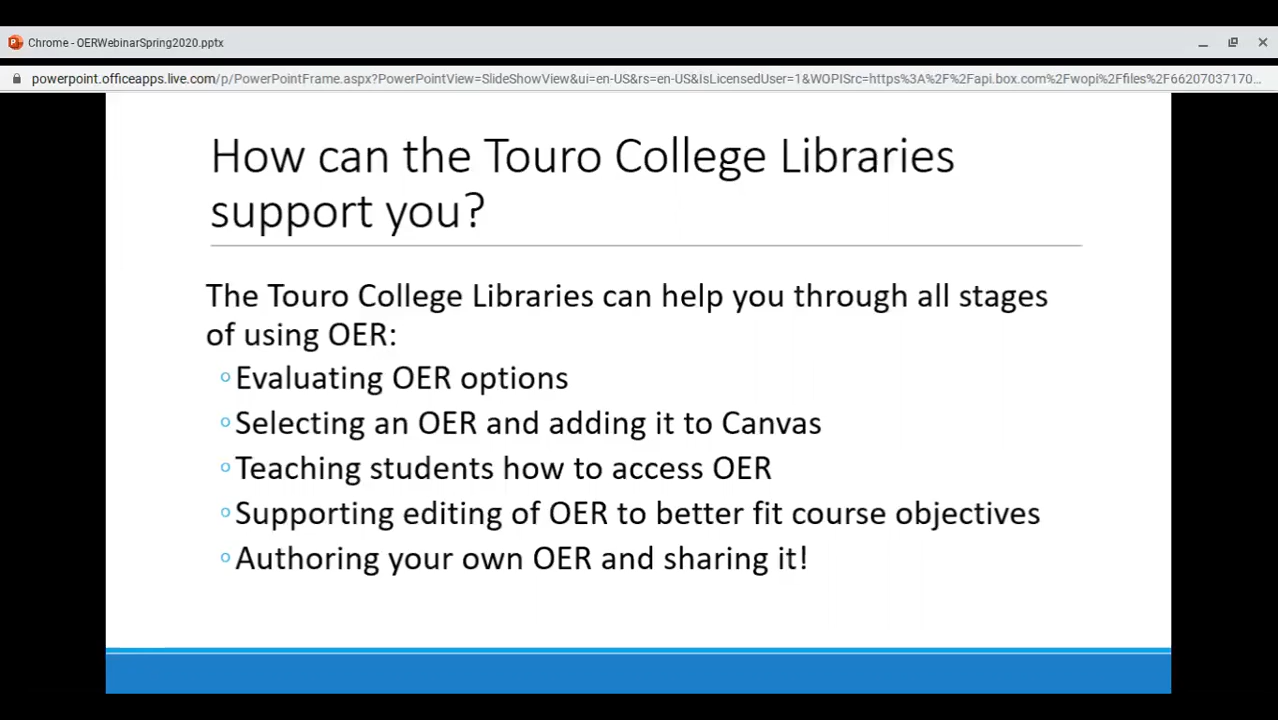 Chrome - OERWebinarSpring2020.pptx
powerpoint.officeapps.live.com/p/PowerPointFrame.aspx?PowerPointView=SlideShowView&ui=en-US&rs=en-US&IsLicensedUser=1&WOPISrc=https%3A%2F%2Fapi.box.com%2Fwopi%2Ffiles%2F66207037170...
How can the Touro College Libraries
support you?
The Touro College Libraries can help you through all stages
of using OER:
◦Evaluating OER options
◦Selecting an OER and adding it to Canvas
◦Teaching students how to access OER
◦Supporting editing of OER to better fit course objectives
◦Authoring your own OER and sharing it!